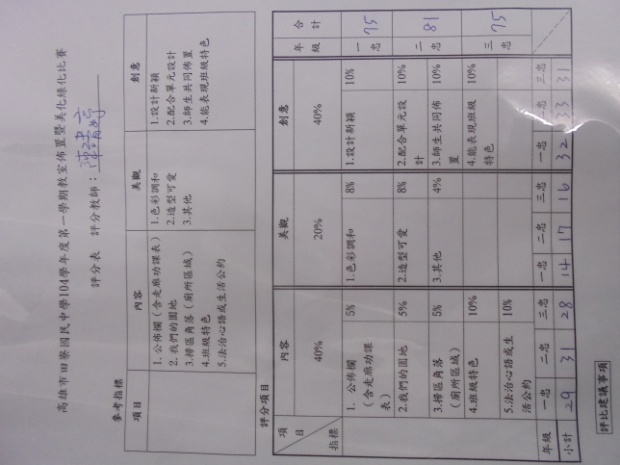 高雄市田寮國民中學104學年度第一學期教室佈置暨美化綠化比賽
評分表 評分教師：
參考指標
項目 內容 美觀 創意
1. 公佈欄（含走廊功課表）
2. 我們的園地
3.掃區角落（廁所區域）
4.班級特色
5.法治心語或生活公約
1.色彩調和
2.造型可愛
3.其他
1.設計新穎
2.配合單元設計
3.師生共同佈置
4.能表現班級特色
評分項目
項目 內容 美觀 創意
指標 40% 20% 40%
1. 公佈欄（含走廊功課表） 5%
2.我們的園地 5%
3.掃區角落（廁所區域） 5%
4.班級特色 10%
5.法治心語或生活公約 10%
1.色彩調和 8%
2.造型可愛 8%
3.其他 4%
1.設計新穎 10%
2.配合單元設計 10%
3.師生共同佈置 10%
4.能表現班級特色 10%
年級 一忠 二忠 三忠 一忠 二忠 三忠 一忠 三忠
小計 29 31 28 14 17 16 32 33 31
年級 合計
一忠 75
二忠 81
三忠 75
評比建議事項